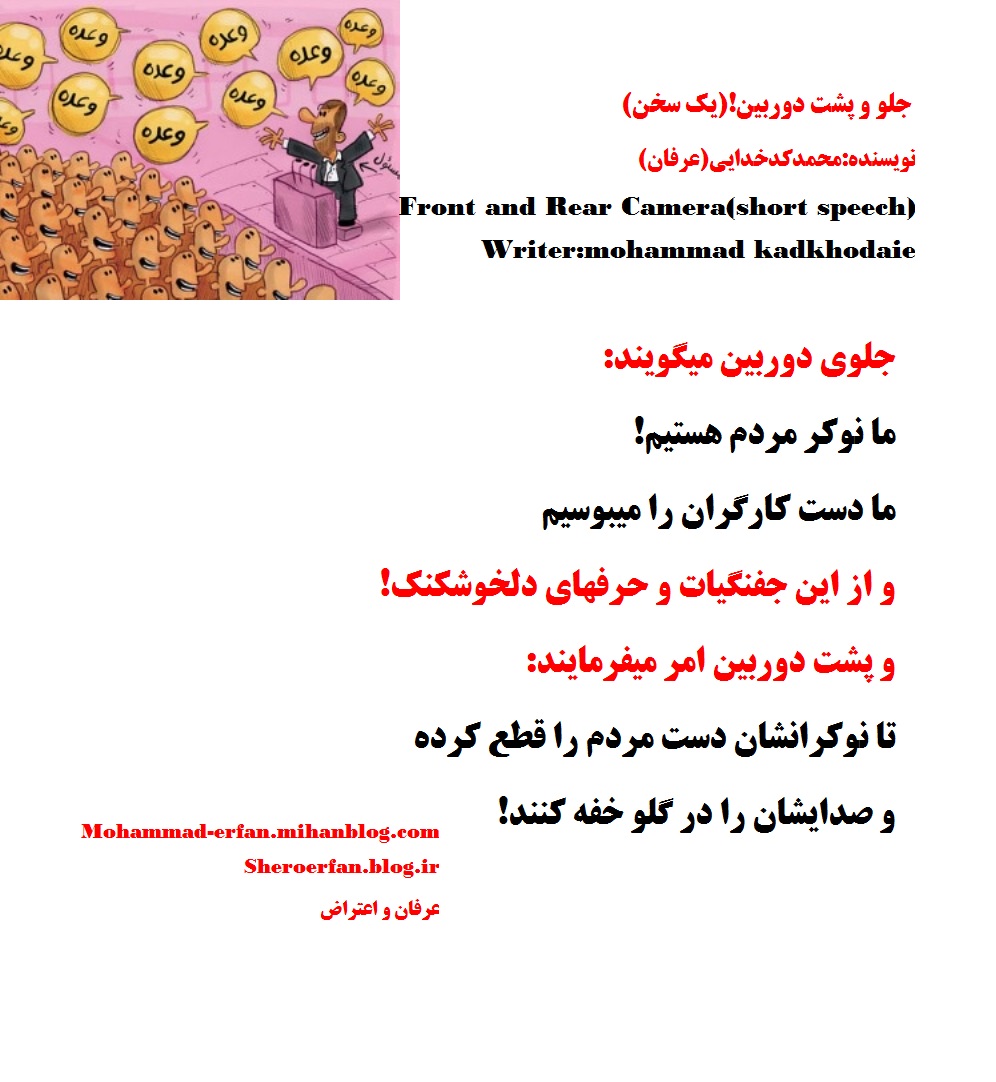 وعده
وعده
وعده
وعده
وعده
وعده
وعده
وعده
وعده
وعده
مسئول
جلو و پشت دوربین!(یک سخن)
نویسنده:محمدکدخدایی(عرفان)
Front and Rear Camera(short speech)
Writer:mohammad kadkhodaie
جلوی دوربین میگویند:
ما نوکر مردم هستیم!
ما دست کارگران را میبوسیم
و از این جفنگیات و حرفهای دلخوشکنک!
و پشت دوربین امر میفرمایند:
تا نوکرانشان دست مردم را قطع کرده
و صدایشان را در گلو خفه کنند!
Mohammad-erfan.mihanblog.com
Sheroerfan.blog.ir
عرفان و اعتراض